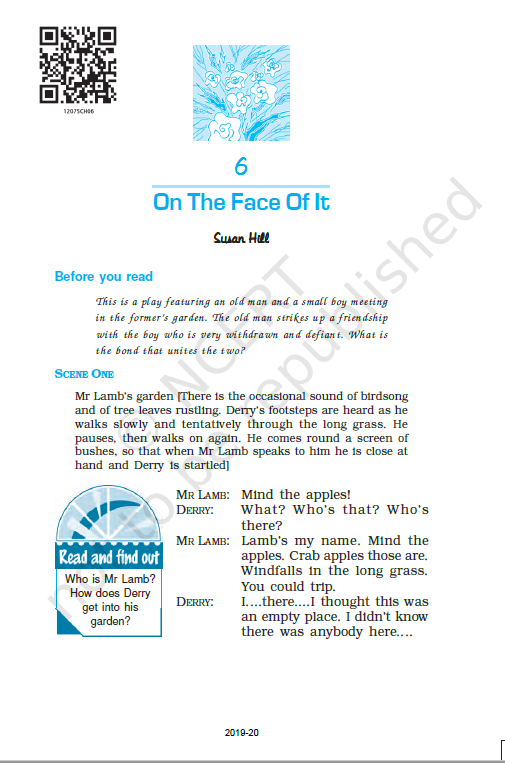 1207SCH06
6
On The Face Of It
Susan Hill
Before you read
This is a play featuring an old man and a small boy meeting
in the former's garden. The old man strikes up a friendship
with the boy who is very withdrawn and defiant. What is
the bond that unites the two?
SCENE ONE
Mr Lamb's garden [There is the occasional sound of birdsong
and of tree leaves rustling. Derry's footsteps are heard as he
walks slowly and tentatively through the long grass. He
pauses, then walks on again. He comes round a screen of
bushes, so that when Mr Lamb speaks to him he is close at
hand and Derry is startled]
MR LAMB: Mind the apples!
DERRY: What? Who's that? Who's
there?
MR LAMB: Lamb's my name. Mind the
apples. Crab apples those are.
Windfalls in the long grass.
You could trip.
DERRY: I....there....I thought this was
an empty place. I didn't know
there was anybody here....
Read and find out
Who is Mr Lamb?
How does Derry
get into his
garden?
© NCERT
not to be republished
2019-20